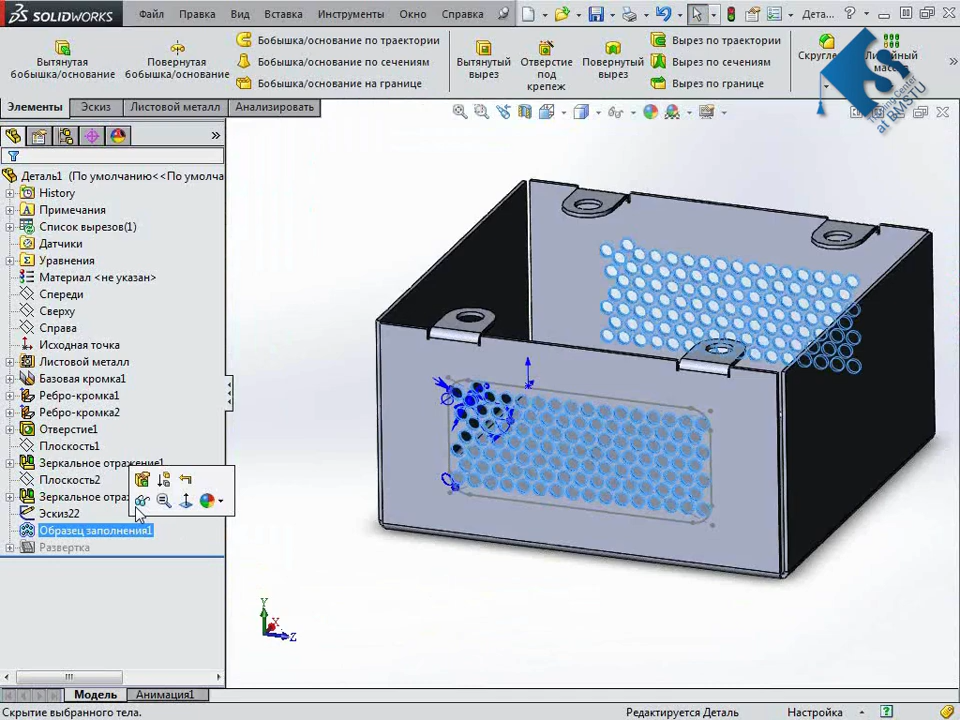 SOLIDWORKS Файл Правка Вид Вставка Инструменты Окно Справка Дета... ?
Вытянутая бобышка/основание
Повернутая бобышка/основание
Бобышка/основание по траектории
Бобышка/основание по сечениям
Бобышка/основание на границе
Вытянутый вырез
Отверстие под крепеж
Повернутый вырез
Вырез по траектории
Вырез по сечениям
Вырез по границе
Training Center
at BMSTU
Элементы Эскиз Листовой металл Анализировать
Деталь1 (По умолчанию<<По умолча
History
Примечания
Список вырезов(1)
Датчики
Уравнения
Материал <не указан>
Спереди
Сверху
Справа
Исходная точка
Листовой металл
Базовая кромка1
Ребро-кромка1
Ребро-кромка2
Отверстие1
Плоскость1
Зеркальное отражение1
Плоскость2
Зеркальное отра
Эскиз22
Образец заполнения1
Развертка
Y
X
Z
Модель Анимация1
Скрытие выбранного тела. Редактируется Деталь Настройка